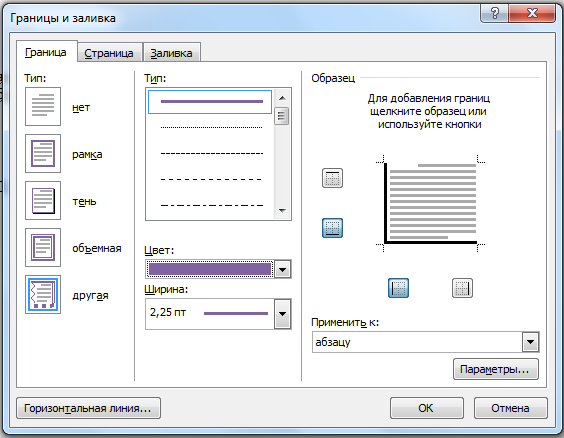 Границы и заливка
Граница
Страница
Заливка
Тип:
нет
рамка
тень
объемная
другая
Тип:
Цвет:
Ширина:
2,25 пт
Образец
Для добавления границ
щелкните образец или
используйте кнопки
Применить к:
абзацу
Параметры...
Горизонтальная линия...
ОК
Отмена